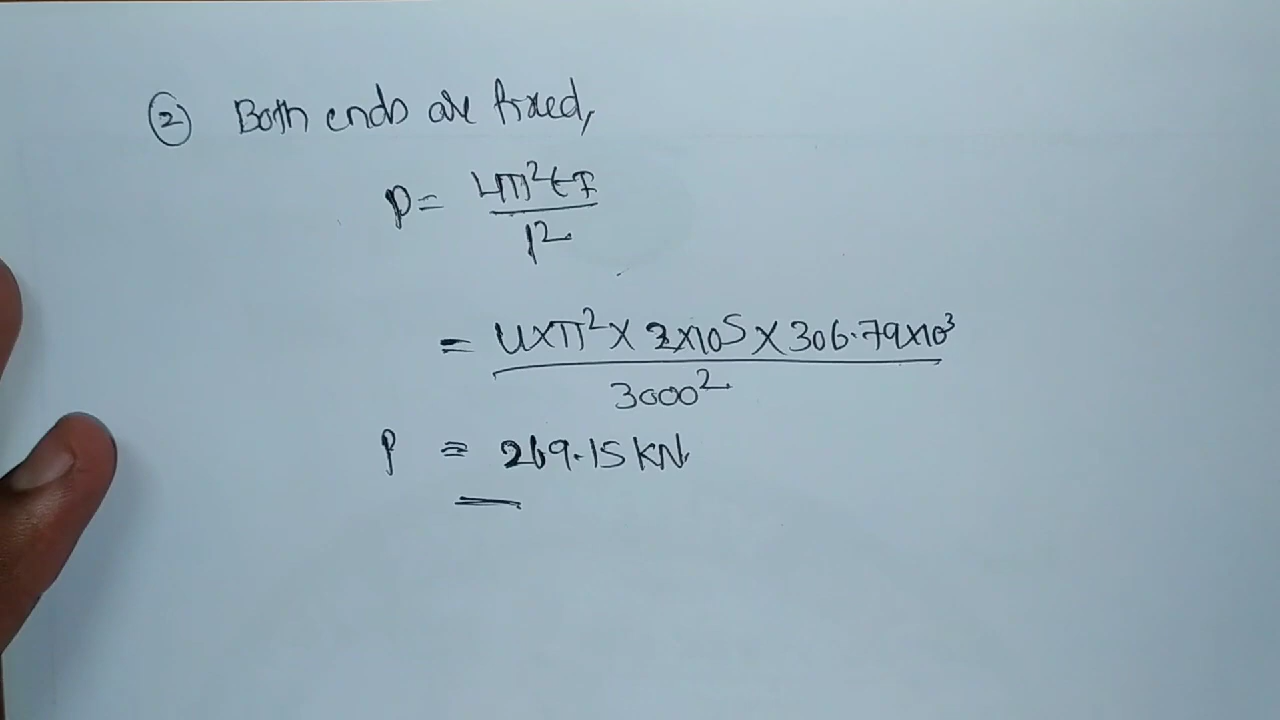 ② Both ends are fixed,
P = 4π²EI / l²
= 4×π²× 2×10⁵ × 306.79×10³ / 3000²
P = 269.15 KN